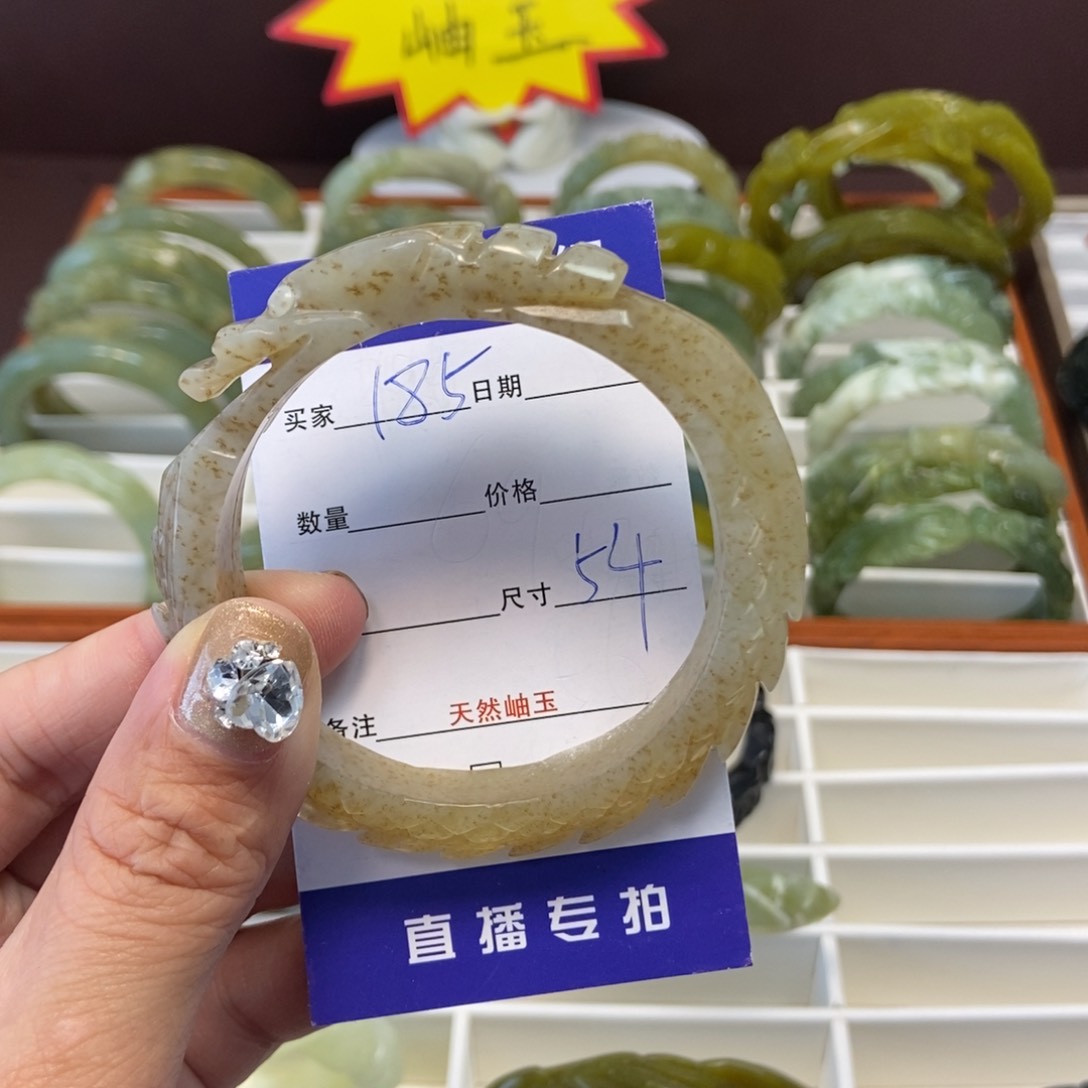 岫玉
买家 185 日期
数量 价格
尺寸 54
备注 天然岫玉
直播专拍